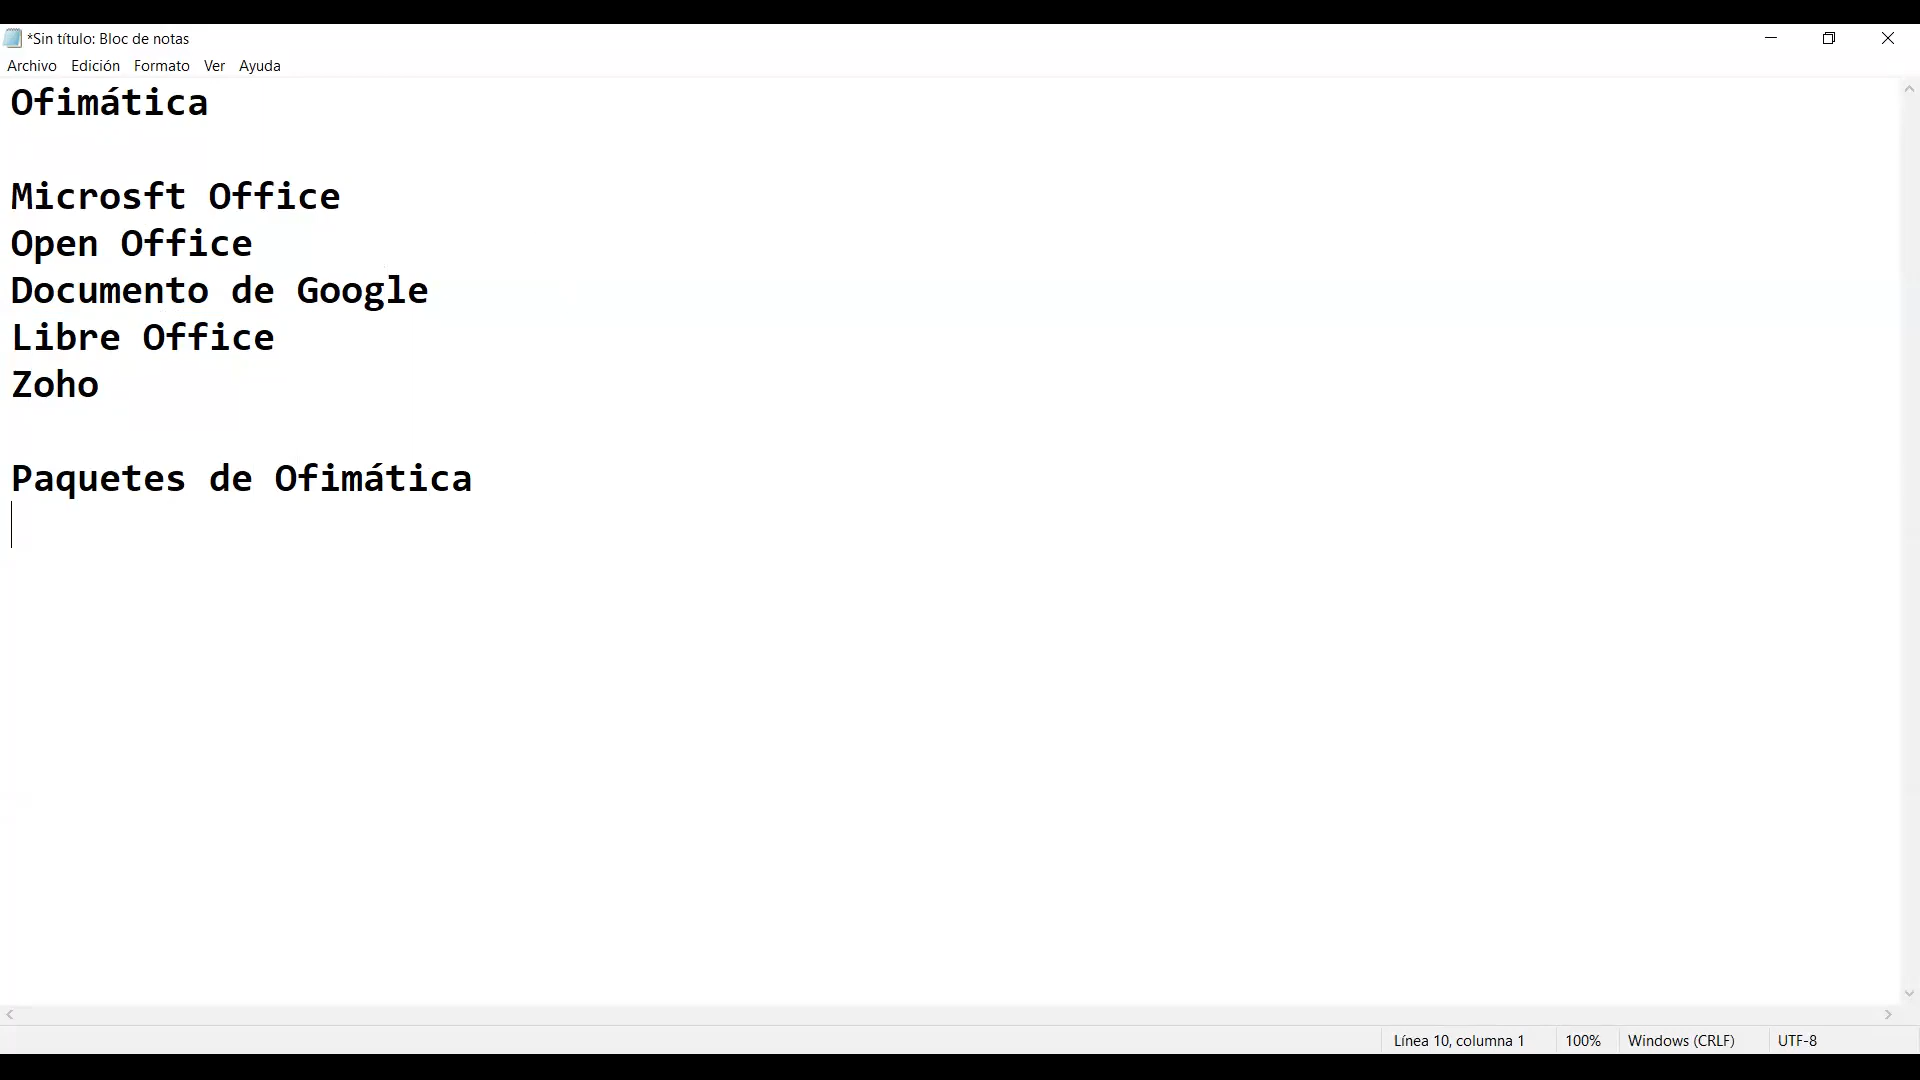 *Sin título: Bloc de notas
Archivo Edición Formato Ver Ayuda
Ofimática
Microsft Office
Open Office
Documento de Google
Libre Office
Zoho
Paquetes de Ofimática
Línea 10, columna 1 100% Windows (CRLF) UTF-8